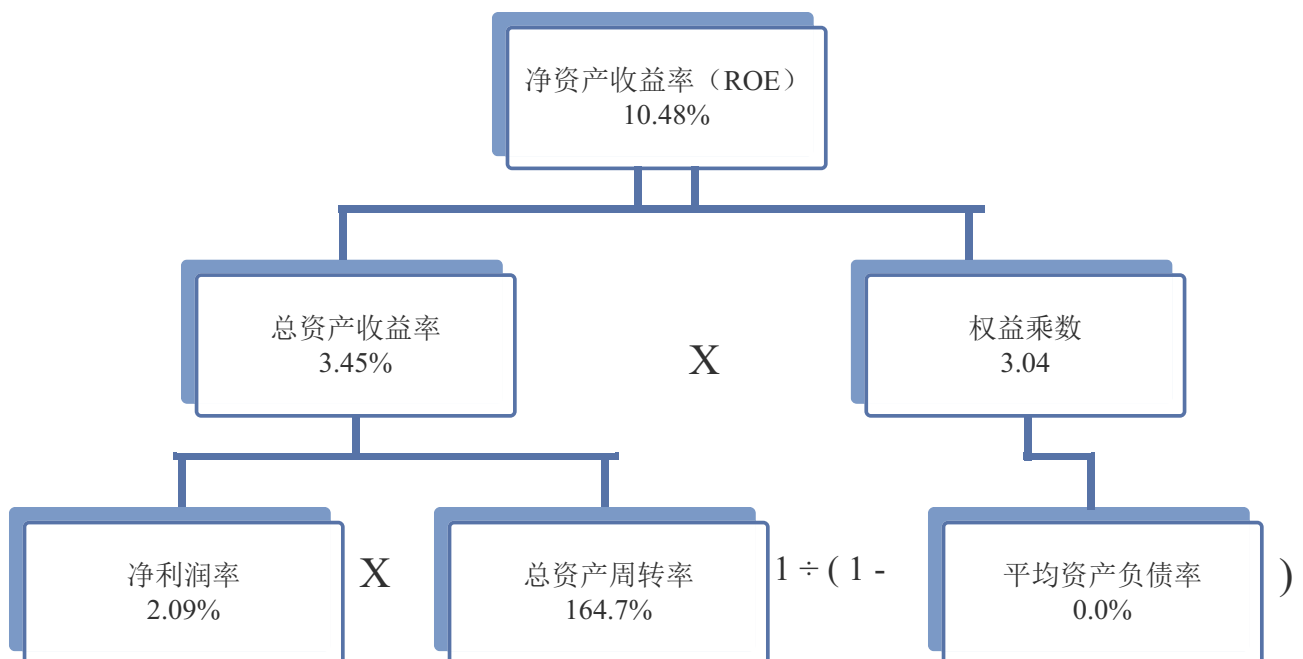 净资产收益率（ROE）
10.48%
总资产收益率
3.45%
X
权益乘数
3.04
净利润率
2.09%
X
总资产周转率
164.7%
1 ÷ ( 1 -
平均资产负债率
0.0%
)